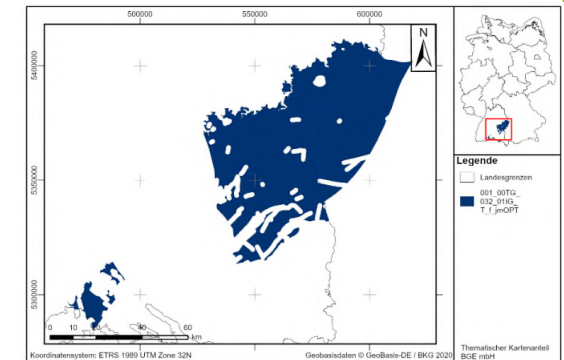 500000
550000
600000
5400000
5350000
5300000
N
0 10 20 40 60
km
Koordinatensystem: ETRS 1989 UTM Zone 32N
Geobasisdaten © GeoBasis-DE / BKG 2020
Legende
Landesgrenzen
001_00TG_
032_01IG_
T_f_jmOPT
Thematischer Kartenanteil
BGE mbH